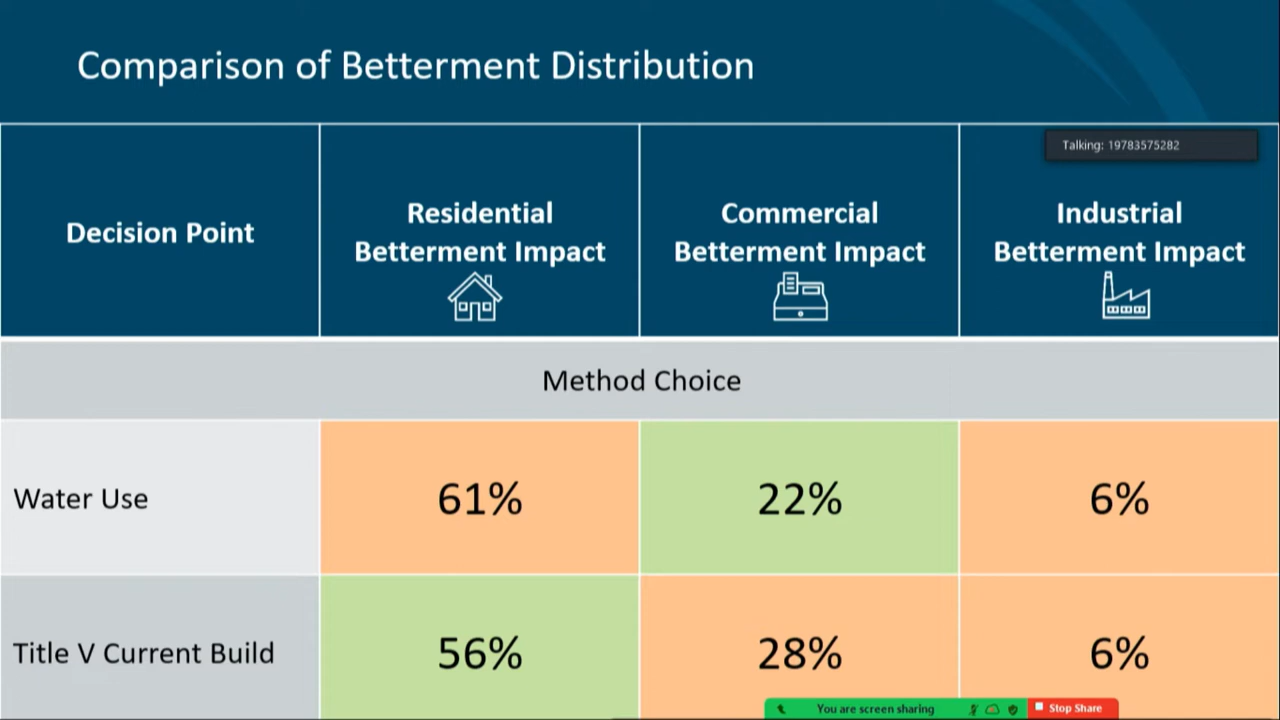 Comparison of Betterment Distribution
Talking: 19783575282
Decision Point
Residential
Betterment Impact
Commercial
Betterment Impact
Industrial
Betterment Impact
Method Choice
Water Use
61%
22%
6%
Title V Current Build
56%
28%
6%
You are screen sharing
Stop Share